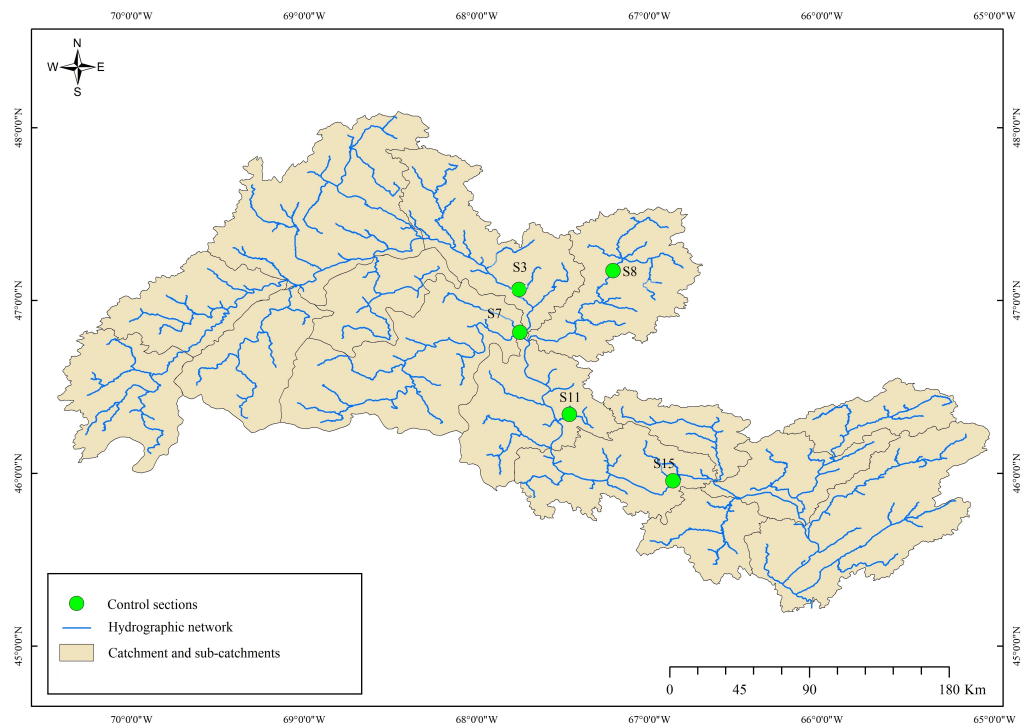 70°0'0"W 69°0'0"W 68°0'0"W 67°0'0"W 66°0'0"W 65°0'0"W
N
W E
S
48°0'0"N 48°0'0"N
S3
S8
47°0'0"N 47°0'0"N
S7
S11
S15
46°0'0"N 46°0'0"N
Control sections
Hydrographic network
Catchment and sub-catchments
45°0'0"N 45°0'0"N
0 45 90 180 Km
70°0'0"W 69°0'0"W 68°0'0"W 67°0'0"W 66°0'0"W 65°0'0"W